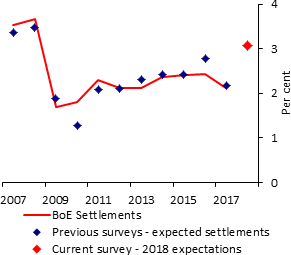 4
3
2
1
0
Per cent
2007 2009 2011 2013 2015 2017
BoE Settlements
Previous surveys - expected settlements
Current survey - 2018 expectations